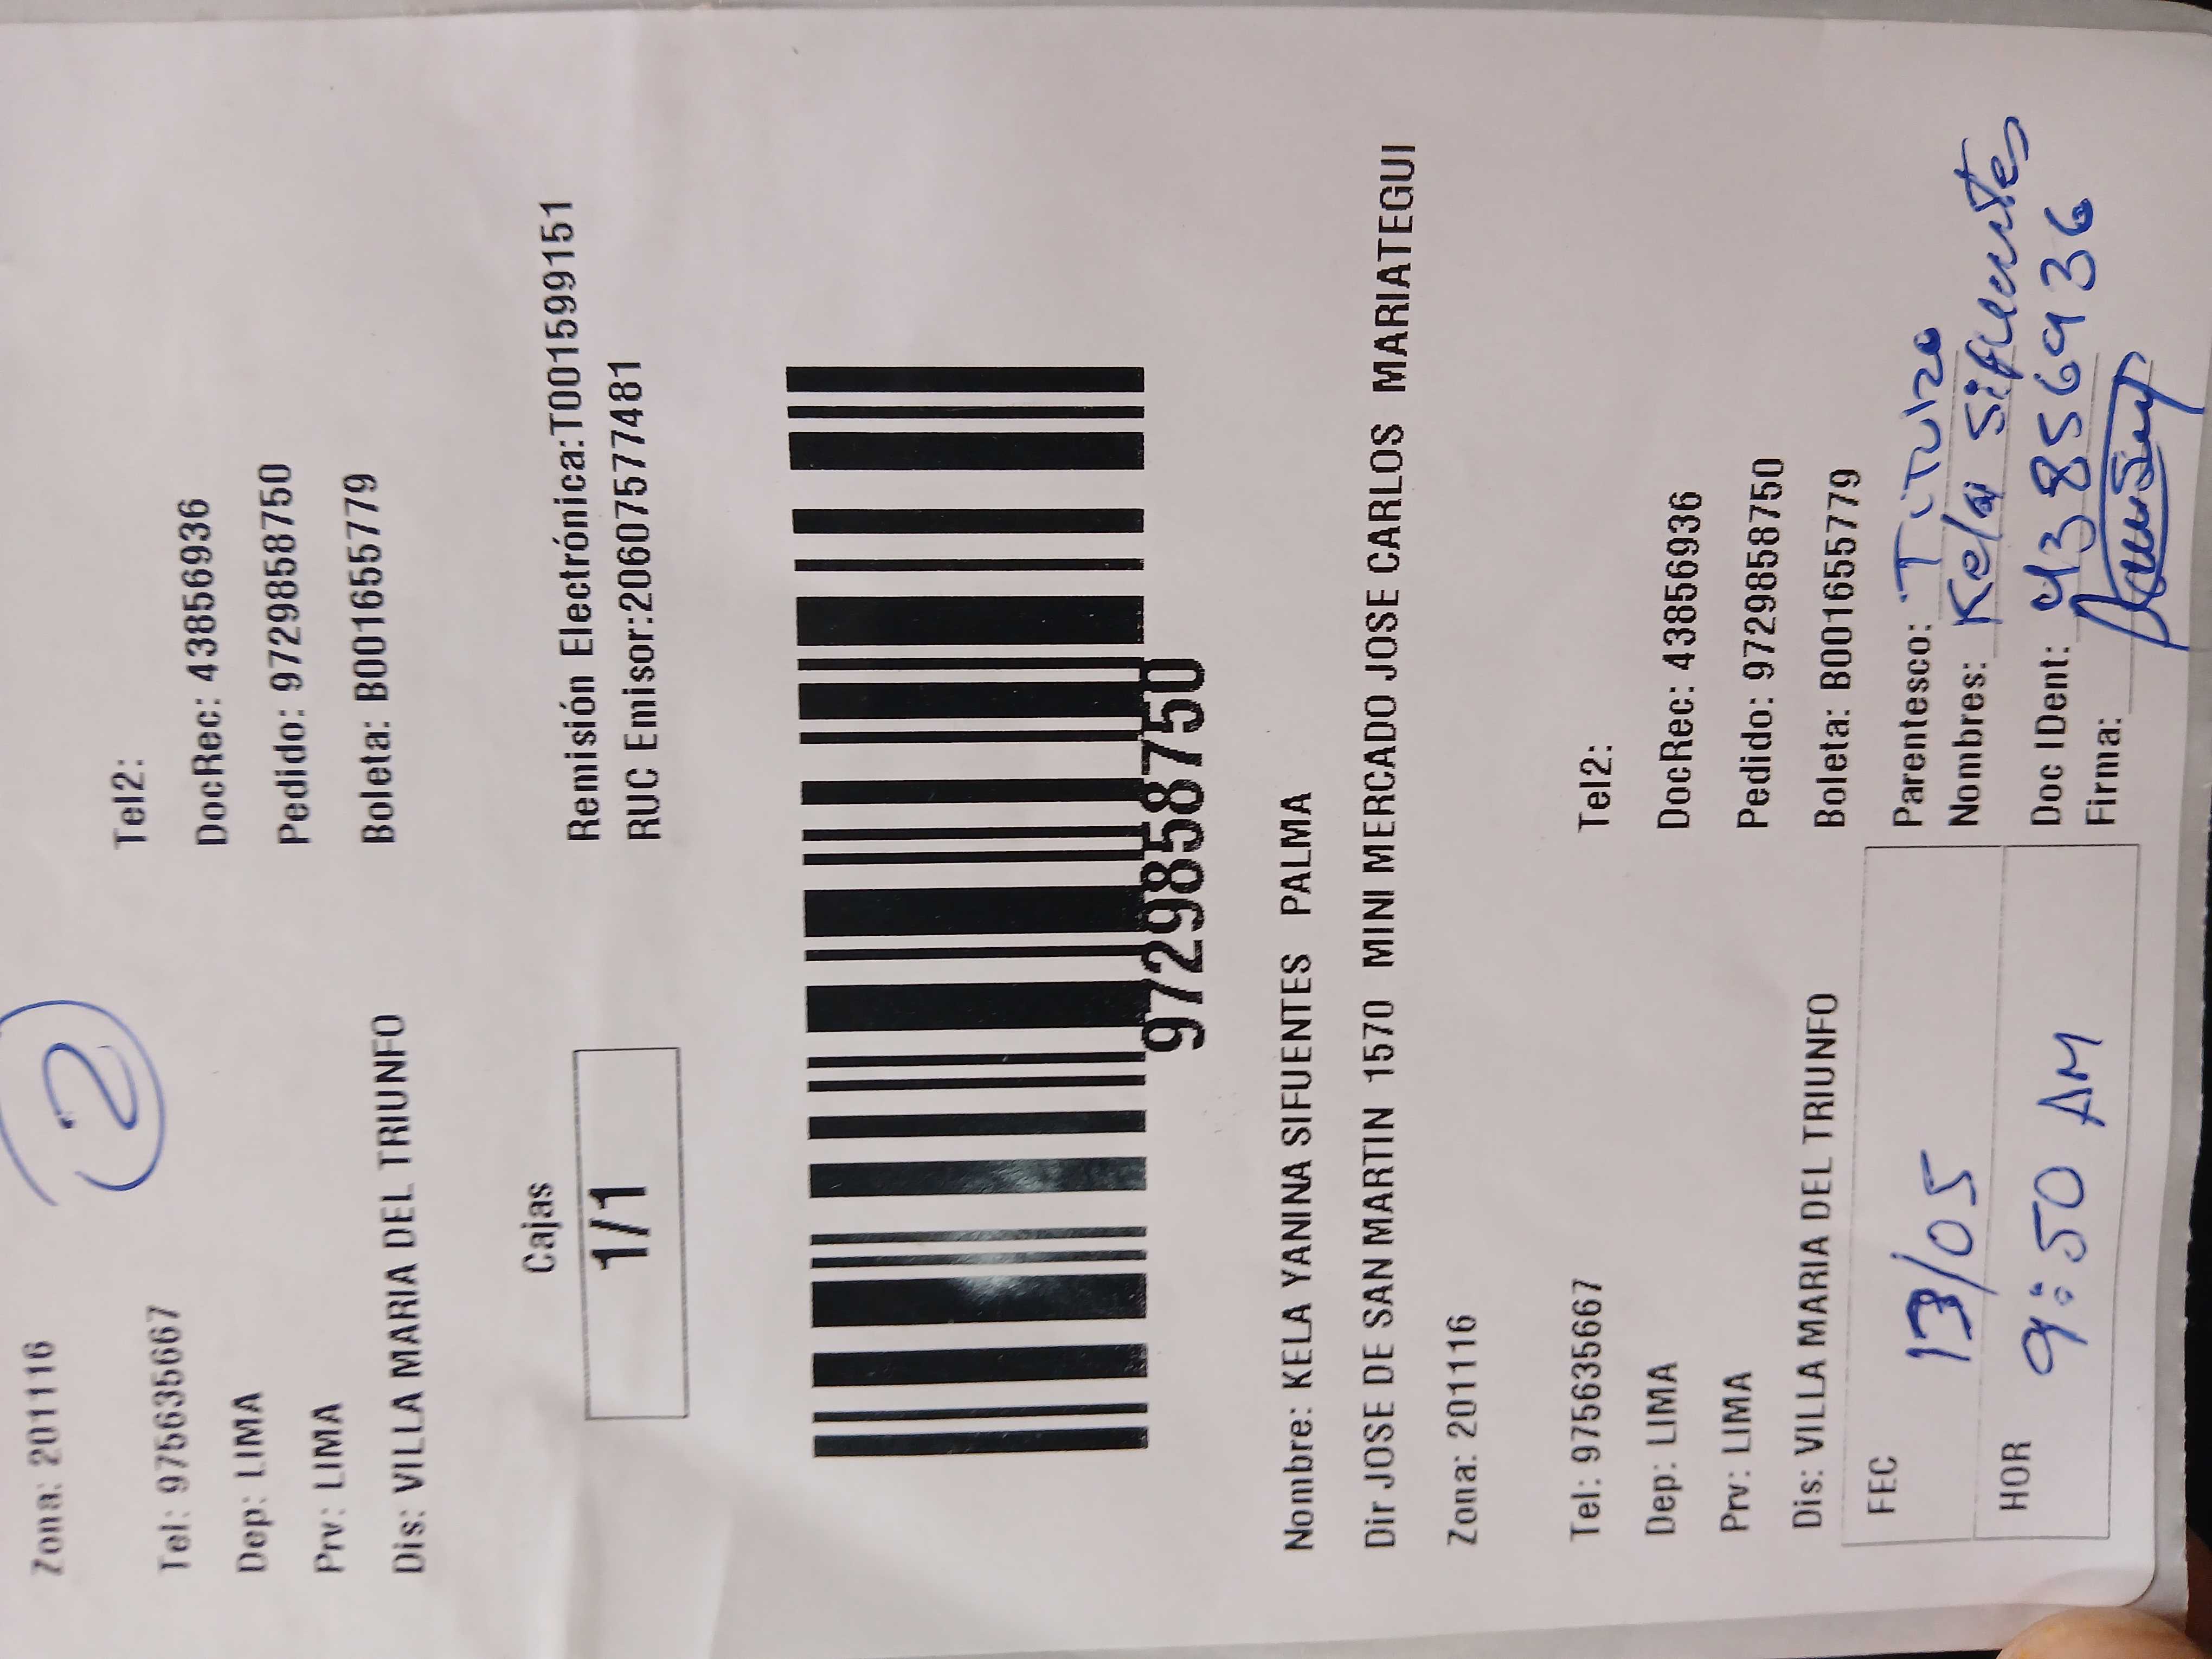 2
Zona: 201116
Tel: 975635667 Tel2:
Dep: LIMA DocRec: 43856936
Prv: LIMA Pedido: 9729858750
Dis: VILLA MARIA DEL TRIUNFO Boleta: B001655779
Cajas
1/1
Remisión Electrónica:T001599151
RUC Emisor:20607577481
9729858750
Nombre: KELA YANINA SIFUENTES PALMA
Dir JOSE DE SAN MARTIN 1570 MINI MERCADO JOSE CARLOS MARIATEGUI
Zona: 201116
Tel: 975635667 Tel2:
Dep: LIMA DocRec: 43856936
Prv: LIMA Pedido: 9729858750
Dis: VILLA MARIA DEL TRIUNFO Boleta: B001655779
FEC 13/05 Parentesco:
Nombres: Kela Sifuentes
HOR 9:50 AM Doc IDent: 43856936
Firma: